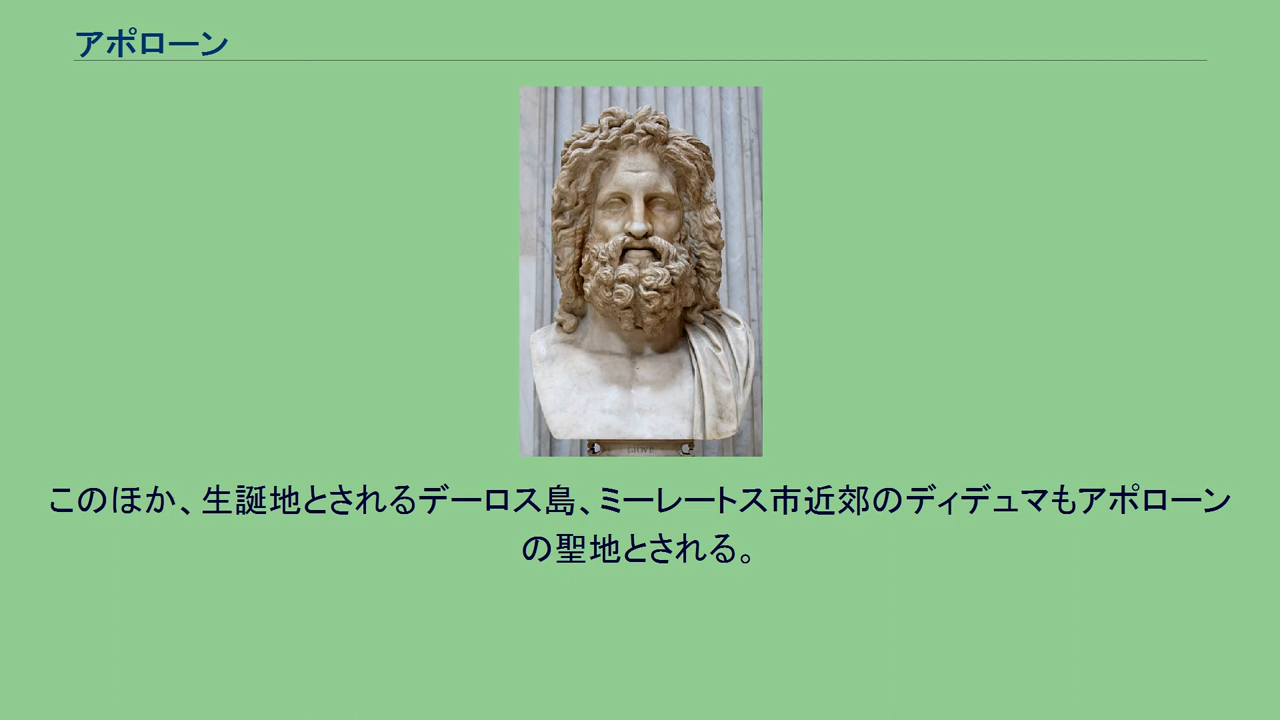 アポローン
GIOVE
このほか、生誕地とされるデーロス島、ミーレートス市近郊のディデュマもアポローン
の聖地とされる。